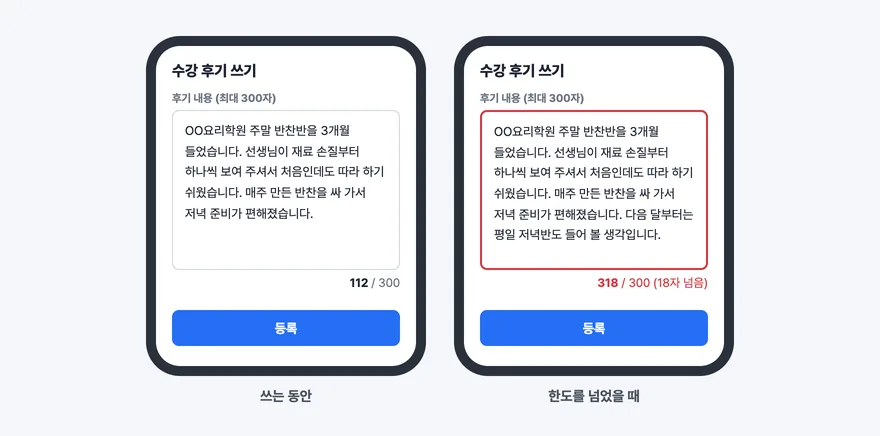 수강 후기 쓰기
후기 내용 (최대 300자)
OO요리학원 주말 반찬반을 3개월
들었습니다. 선생님이 재료 손질부터
하나씩 보여 주셔서 처음인데도 따라 하기
쉬웠습니다. 매주 만든 반찬을 싸 가서
저녁 준비가 편해졌습니다.
112 / 300
등록
쓰는 동안
수강 후기 쓰기
후기 내용 (최대 300자)
OO요리학원 주말 반찬반을 3개월
들었습니다. 선생님이 재료 손질부터
하나씩 보여 주셔서 처음인데도 따라 하기
쉬웠습니다. 매주 만든 반찬을 싸 가서
저녁 준비가 편해졌습니다. 다음 달부터는
평일 저녁반도 들어 볼 생각입니다.
318 / 300 (18자 넘음)
등록
한도를 넘었을 때